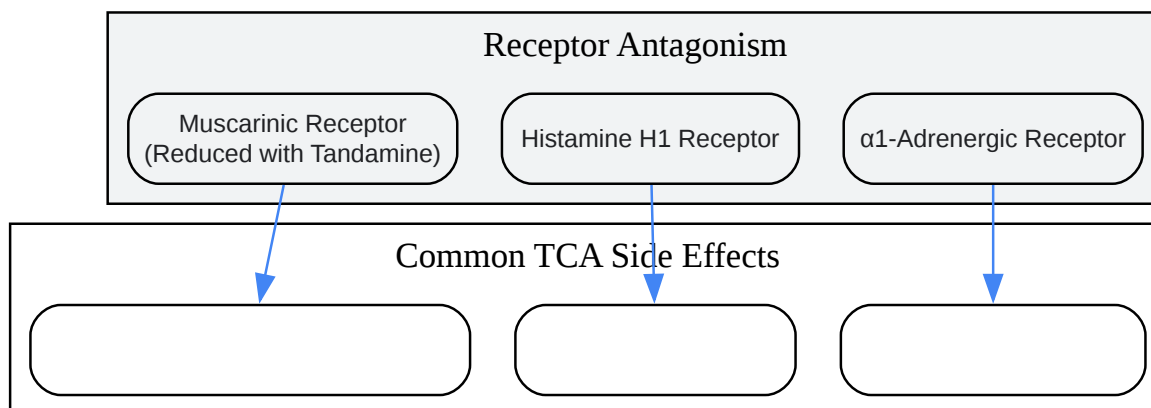 Receptor Antagonism
Muscarinic Receptor
(Reduced with Tandamine)
Histamine H1 Receptor
α1-Adrenergic Receptor
Common TCA Side Effects